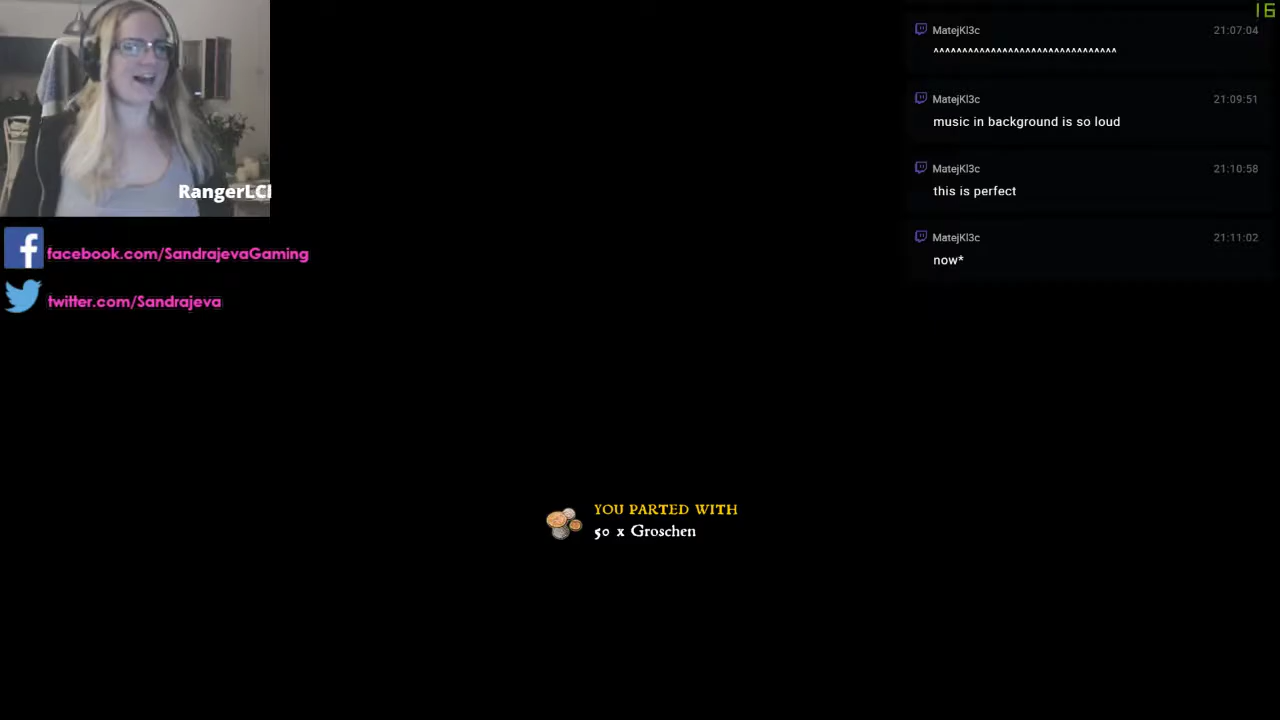 16
MatejKl3c 21:07:04
^^^^^^^^^^^^^^^^^^^^^^^^^^^^^^^
MatejKl3c 21:09:51
music in background is so loud
MatejKl3c 21:10:58
this is perfect
MatejKl3c 21:11:02
now*
facebook.com/SandrajevaGaming
twitter.com/Sandrajeva
YOU PARTED WITH
50 x Groschen